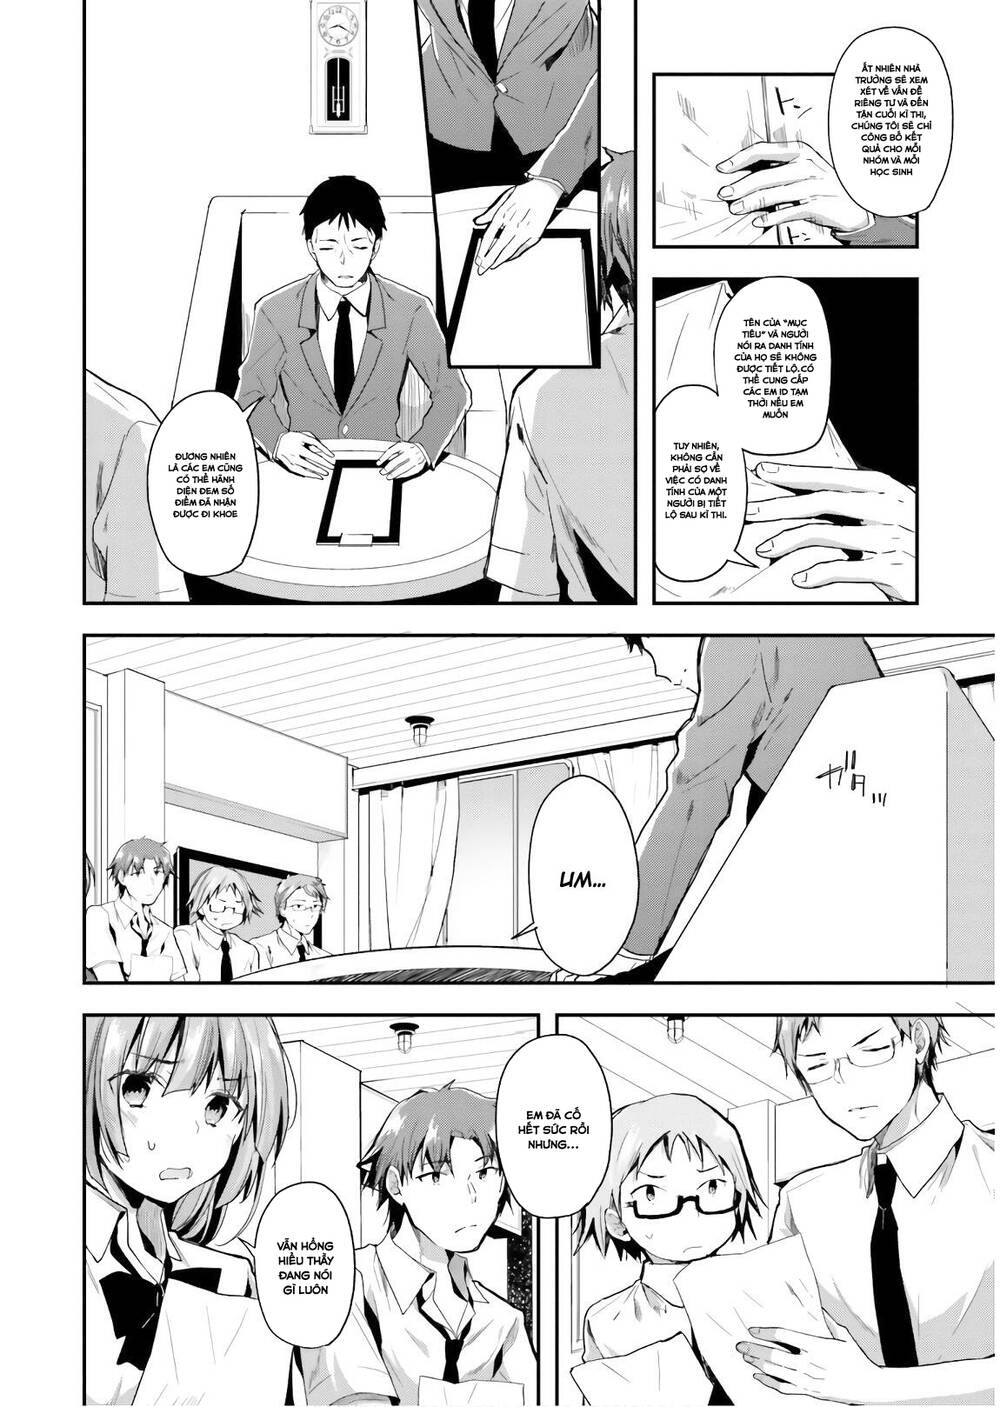 ẤT NHIÊN NHÀ
TRƯỜNG SẼ XEM
XÉT VỀ VẤN ĐỀ
RIÊNG TƯ VÀ ĐẾN
TẬN CUỐI KÌ THI,
CHÚNG TÔI SẼ CHỈ
CÔNG BỐ KẾT
QUẢ CHO MỖI
NHÓM VÀ MỖI
HỌC SINH
トン
TÊN CỦA "MỤC
TIÊU" VÀ NGƯỜI
NÓI RA DANH TÍNH
CỦA HỌ SẼ KHÔNG
ĐƯỢC TIẾT LỘ.CÓ
THỂ CUNG CẤP
CÁC EM ID TẠM
THỜI NẾU EM
MUỐN
TUY NHIÊN,
KHÔNG CẦN
PHẢI SỢ VỀ
VIỆC CÓ DANH
TÍNH CỦA MỘT
NGƯỜI BỊ TIẾT
LỘ SAU KÌ THI.
ĐƯƠNG NHIÊN
LÀ CÁC EM CŨNG
CÓ THỂ HÃNH
DIỆN ĐEM SỐ
ĐIỂM ĐÃ NHẬN
ĐƯỢC ĐI KHOE
ガタ
UM...
EM ĐÃ CỐ
HẾT SỨC RỒI
NHƯNG...
VẪN KHÔNG
HIỂU THẦY
ĐANG NÓI
GÌ LUÔN